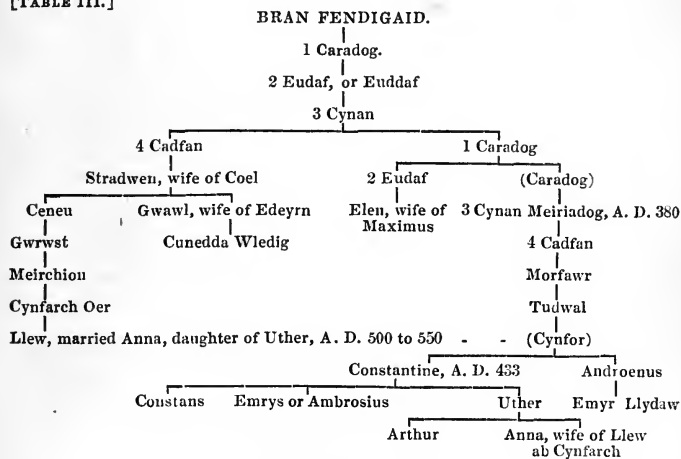 [TABLE III.]
BRAN FENDIGAID.
1 Caradog.
2 Eudaf, or Euddaf
3 Cynan
4 Cadfan 1 Caradog
Stradwen, wife of Coel 2 Eudaf (Caradog)
Ceneu Gwawl, wife of Edeyrn Elen, wife of Maximus 3 Cynan Meiriadog, A. D. 380
Gwrwst Cunedda Wledig 4 Cadfan
Meirchion Morfawr
Cynfarch Oer Tudwal
Llew, married Anna, daughter of Uther, A. D. 500 to 550 - - (Cynfor)
Constantine, A. D. 433 Androenus
Constans Emrys or Ambrosius Uther Emyr Llydaw
Arthur Anna, wife of Llew
ab Cynfarch